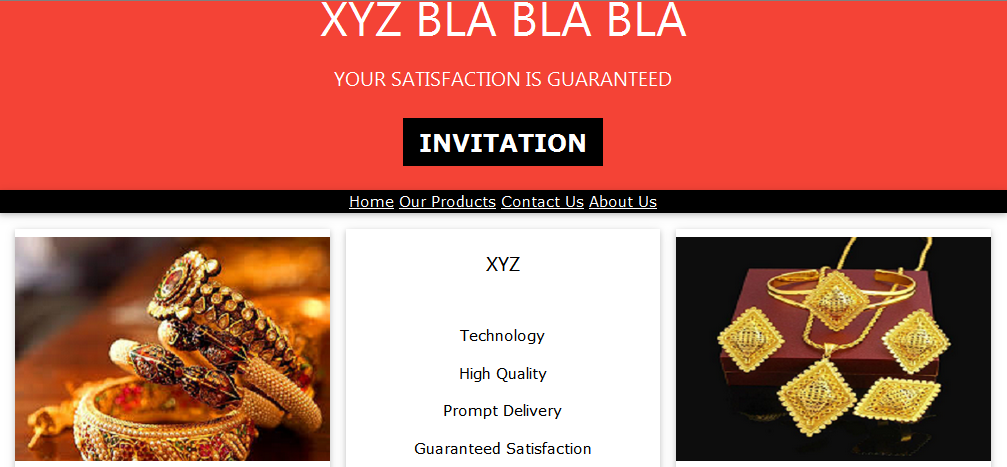 XYZ BLA BLA BLA
YOUR SATISFACTION IS GUARANTEED
INVITATION
Home Our Products Contact Us About Us
XYZ
Technology
High Quality
Prompt Delivery
Guaranteed Satisfaction